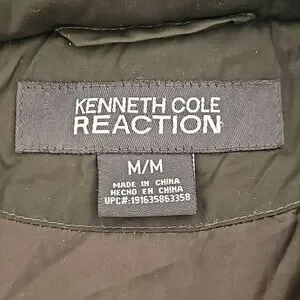 KENNETH COLE
REACTION
M/M
MADE IN CHINA
HECHO EN CHINA
UPC#:191635863358